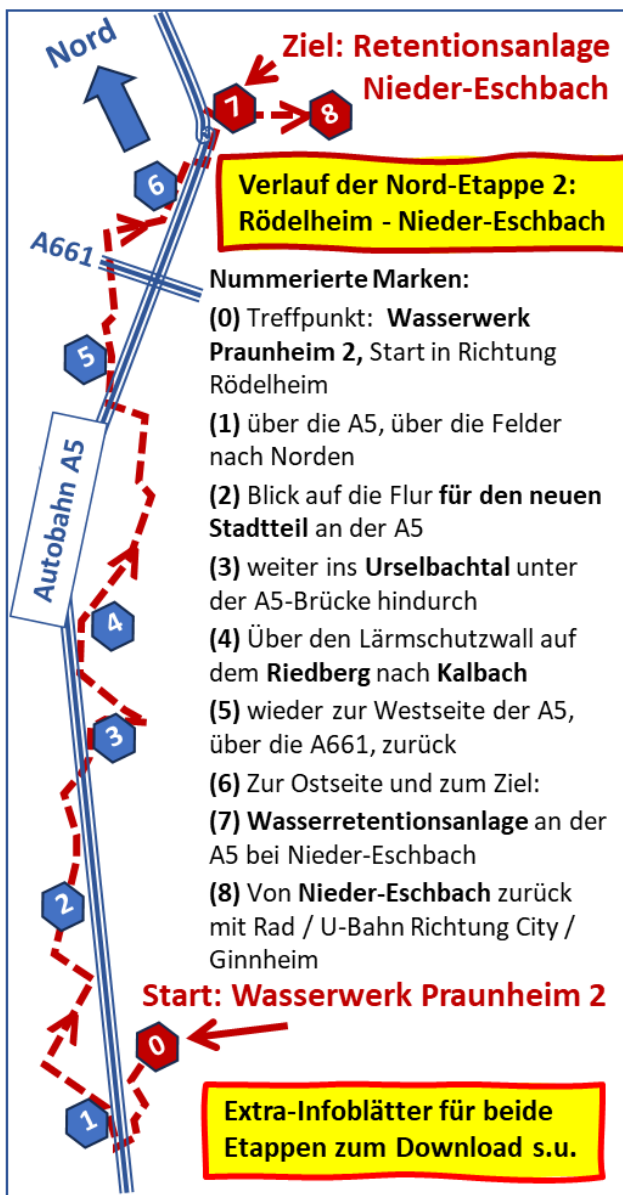 Nord
Ziel: Retentionsanlage
Nieder-Eschbach
7
8
6
Verlauf der Nord-Etappe 2:
Rödelheim - Nieder-Eschbach
A661
Nummerierte Marken:
(0) Treffpunkt: Wasserwerk
Praunheim 2, Start in Richtung
Rödelheim
5
(1) über die A5, über die Felder
nach Norden
Autobahn A5
(2) Blick auf die Flur für den neuen
Stadtteil an der A5
(3) weiter ins Urselbachtal unter
der A5-Brücke hindurch
4
(4) Über den Lärmschutzwall auf
dem Riedberg nach Kalbach
3
(5) wieder zur Westseite der A5,
über die A661, zurück
(6) Zur Ostseite und zum Ziel:
(7) Wasserretentionsanlage an der
A5 bei Nieder-Eschbach
2
(8) Von Nieder-Eschbach zurück
mit Rad / U-Bahn Richtung City /
Ginnheim
Start: Wasserwerk Praunheim 2
0
1
Extra-Infoblätter für beide
Etappen zum Download s.u.